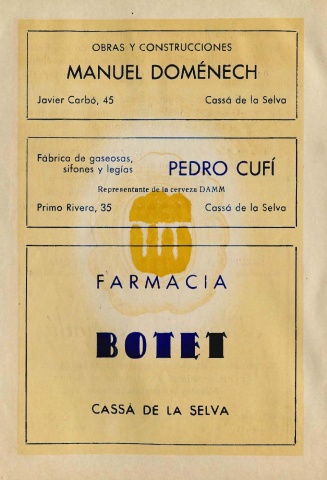 OBRAS Y CONSTRUCCIONES
MANUEL DOMÉNECH
Javier Carbó, 45 Cassá de la Selva
Fábrica de gaseosas,
sifones y legías
PEDRO CUFÍ
Representante de la cerveza DAMM
Primo Rivera, 35 Cassá de la Selva
FARMACIA
BOTET
CASSÁ DE LA SELVA